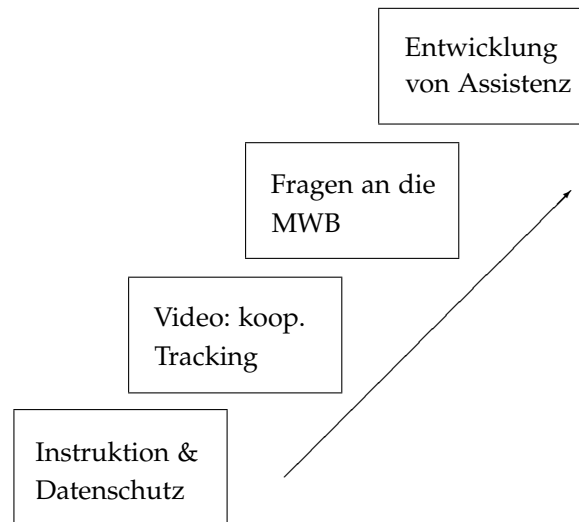 Entwicklung
von Assistenz
Fragen an die
MWB
Video: koop.
Tracking
Instruktion &
Datenschutz